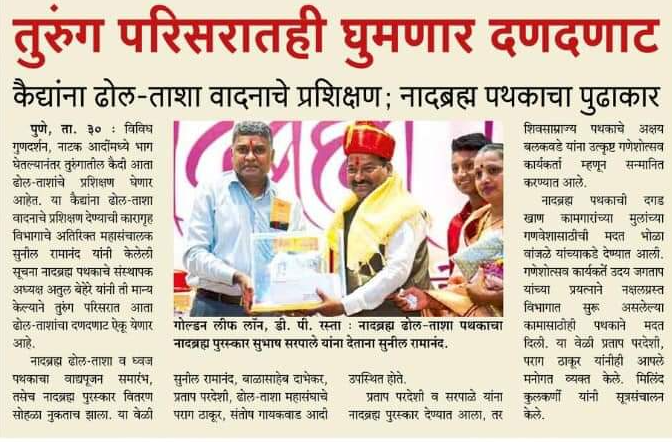 तुरुंग परिसरातही घुमणार दणदणाट
कैद्यांना ढोल-ताशा वादनाचे प्रशिक्षण; नादब्रह्म पथकाचा पुढाकार
पुणे, ता. ३० : विविध
गुणदर्शन, नाटक आदींमध्ये भाग
घेतल्यानंतर तुरुंगातील कैदी आता
ढोल-ताशांचे प्रशिक्षण घेणार
आहेत. या कैद्यांना ढोल-ताशा
वादनाचे प्रशिक्षण देण्याची कारागृह
विभागाचे अतिरिक्त महासंचालक
सुनील रामानंद यांनी केलेली
सूचना नादब्रह्म पथकाचे संस्थापक
अध्यक्ष अतुल बेहेरे यांनी ती मान्य
केल्याने तुरुंग परिसरात आता
ढोल-ताशांचा दणदणाट ऐकू येणार
आहे.
नादब्रह्म ढोल-ताशा व ध्वज
पथकाचा वाद्यपूजन समारंभ,
तसेच नादब्रह्म पुरस्कार वितरण
सोहळा नुकताच झाला. या वेळी
गोल्डन लीफ लॉन, डी. पी. रस्ता : नादब्रह्म ढोल-ताशा पथकाचा
नादब्रह्म पुरस्कार सुभाष सरपाले यांना देताना सुनील रामानंद.
सुनील रामानंद, बाळासाहेब दाभेकर,
प्रताप परदेशी, ढोल-ताशा महासंघाचे
पराग ठाकूर, संतोष गायकवाड आदी
उपस्थित होते.
प्रताप परदेशी व सरपाळे यांना
नादब्रह्म पुरस्कार देण्यात आला, तर
शिवसाम्राज्य पथकाचे अक्षय
बलकवडे यांना उत्कृष्ट गणेशोत्सव
कार्यकर्ता म्हणून सन्मानित
करण्यात आले.
नादब्रह्म पथकाची दगड
खाण कामगारांच्या मुलांच्या
गणवेशासाठीची मदत भोळा
वांजळे यांच्याकडे देण्यात आली.
गणेशोत्सव कार्यकर्ते उदय जगताप
यांच्या प्रयत्नाने नक्षलग्रस्त
विभागात सुरू असलेल्या
कामासाठीही पथकाने मदत
दिली. या वेळी प्रताप परदेशी,
पराग ठाकूर यांनीही आपले
मनोगत व्यक्त केले. मिलिंद
कुलकर्णी यांनी सूत्रसंचालन
केले.